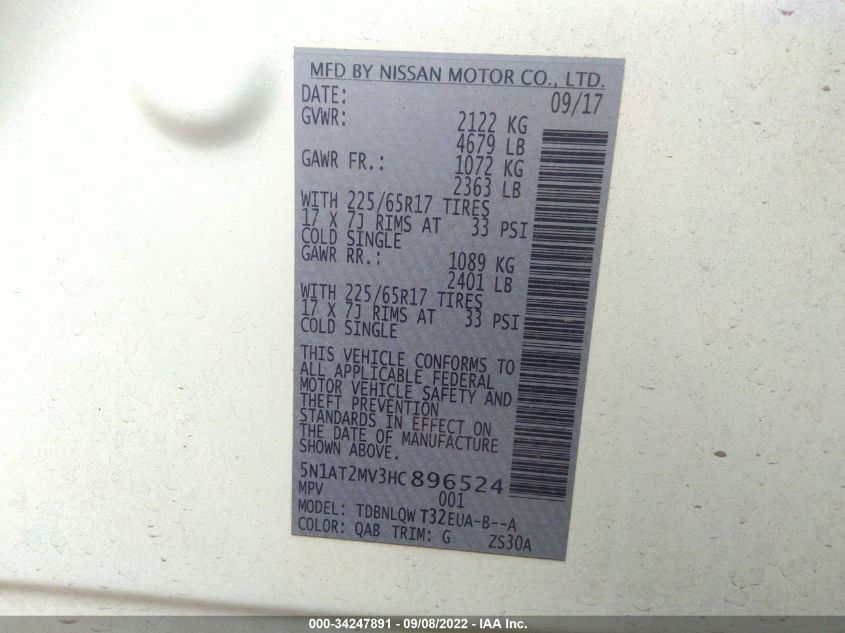 MFD BY NISSAN MOTOR CO., LTD.
DATE: 09/17
GVWR: 2122 KG
4679 LB
GAWR FR.: 1072 KG
2363 LB
WITH 225/65R17 TIRES
17 X 7J RIMS AT 33 PSI
COLD SINGLE
GAWR RR.: 1089 KG
2401 LB
WITH 225/65R17 TIRES
17 X 7J RIMS AT 33 PSI
COLD SINGLE
THIS VEHICLE CONFORMS TO
ALL APPLICABLE FEDERAL
MOTOR VEHICLE SAFETY AND
THEFT PREVENTION
STANDARDS IN EFFECT ON
THE DATE OF MANUFACTURE
SHOWN ABOVE.
5N1AT2MV3HC896524
MPV 001
MODEL: TDBNLQW T32EUA-B--A
COLOR: QAB TRIM: G ZS30A
000-34247891 - 09/08/2022 - IAA Inc.